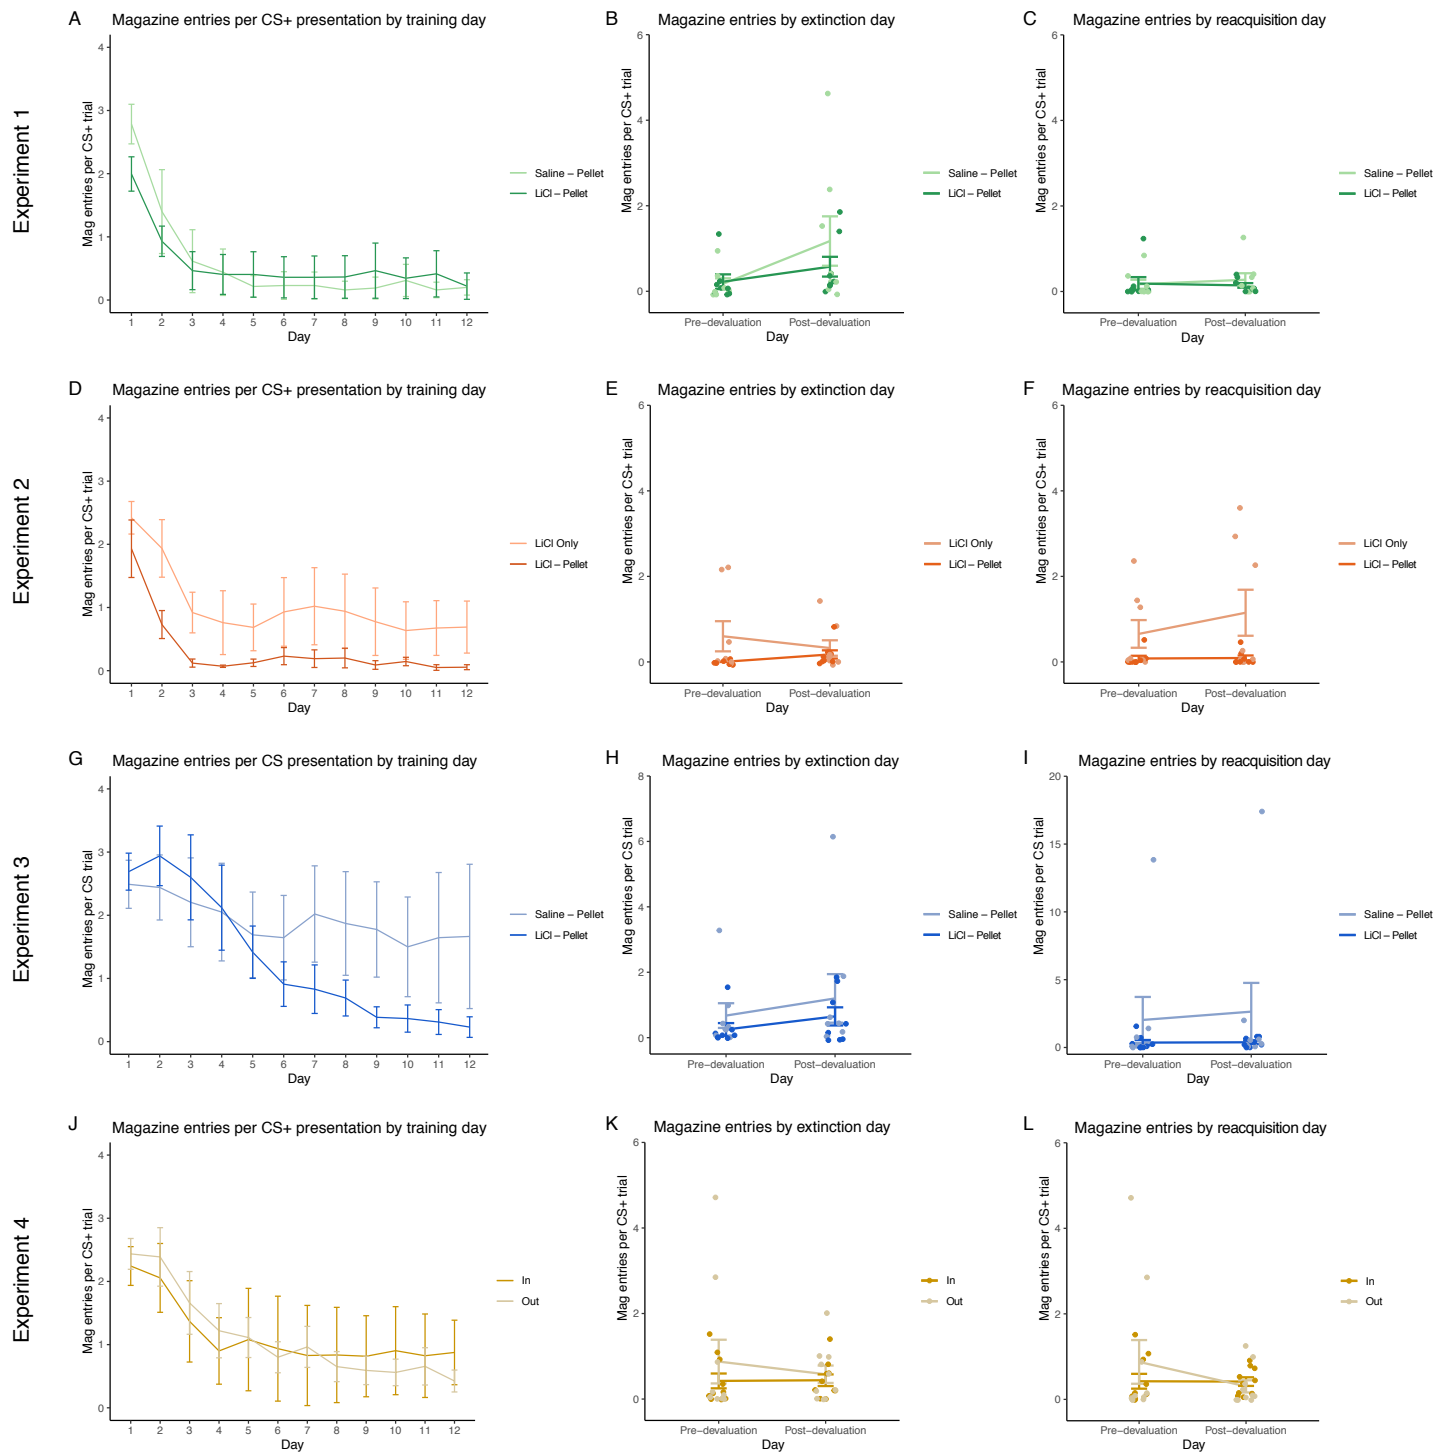 Experiment 1
A Magazine entries per CS+ presentation by training day
Mag entries per CS+ trial
4
3
2
1
0
1 2 3 4 5 6 7 8 9 10 11 12
Day
Saline – Pellet
LiCl – Pellet
B Magazine entries by extinction day
Mag entries per CS+ trial
6
4
2
0
Pre–devaluation Post–devaluation
Day
Saline – Pellet
LiCl – Pellet
C Magazine entries by reacquisition day
Mag entries per CS+ trial
6
4
2
0
Pre–devaluation Post–devaluation
Day
Saline – Pellet
LiCl – Pellet
Experiment 2
D Magazine entries per CS+ presentation by training day
Mag entries per CS+ trial
4
3
2
1
0
1 2 3 4 5 6 7 8 9 10 11 12
Day
LiCl Only
LiCl – Pellet
E Magazine entries by extinction day
Mag entries per CS+ trial
6
4
2
0
Pre–devaluation Post–devaluation
Day
LiCl Only
LiCl – Pellet
F Magazine entries by reacquisition day
Mag entries per CS+ trial
6
4
2
0
Pre–devaluation Post–devaluation
Day
LiCl Only
LiCl – Pellet
Experiment 3
G Magazine entries per CS presentation by training day
Mag entries per CS trial
4
3
2
1
0
1 2 3 4 5 6 7 8 9 10 11 12
Day
Saline – Pellet
LiCl – Pellet
H Magazine entries by extinction day
Mag entries per CS trial
8
6
4
2
0
Pre–devaluation Post–devaluation
Day
Saline – Pellet
LiCl – Pellet
I Magazine entries by reacquisition day
Mag entries per CS trial
20
15
10
5
0
Pre–devaluation Post–devaluation
Day
Saline – Pellet
LiCl – Pellet
Experiment 4
J Magazine entries per CS+ presentation by training day
Mag entries per CS+ trial
4
3
2
1
0
1 2 3 4 5 6 7 8 9 10 11 12
Day
In
Out
K Magazine entries by extinction day
Mag entries per CS+ trial
6
4
2
0
Pre–devaluation Post–devaluation
Day
In
Out
L Magazine entries by reacquisition day
Mag entries per CS+ trial
6
4
2
0
Pre–devaluation Post–devaluation
Day
In
Out